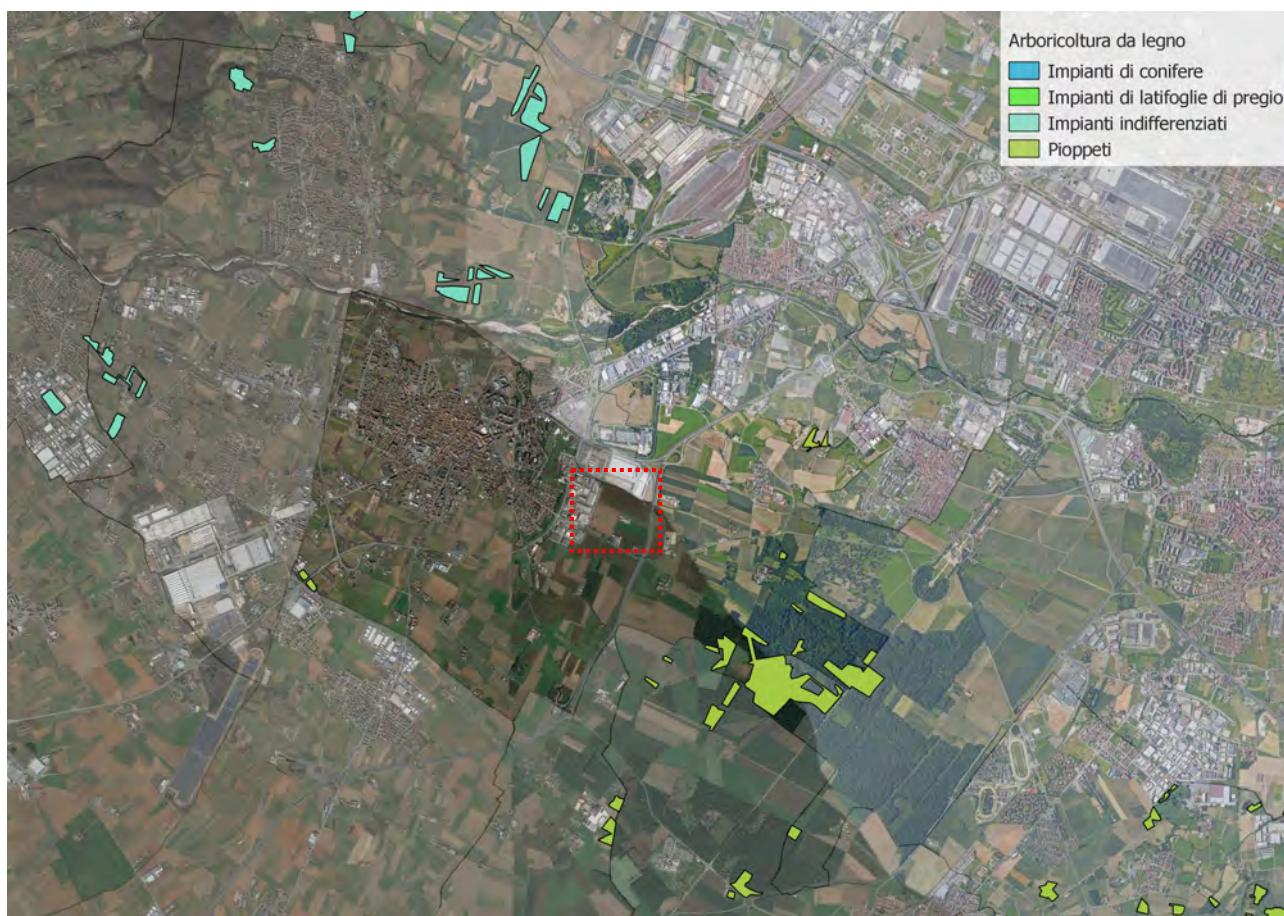 Arboricoltura da legno
Impianti di conifere
Impianti di latifoglie di pregio
Impianti indifferenziati
Pioppeti